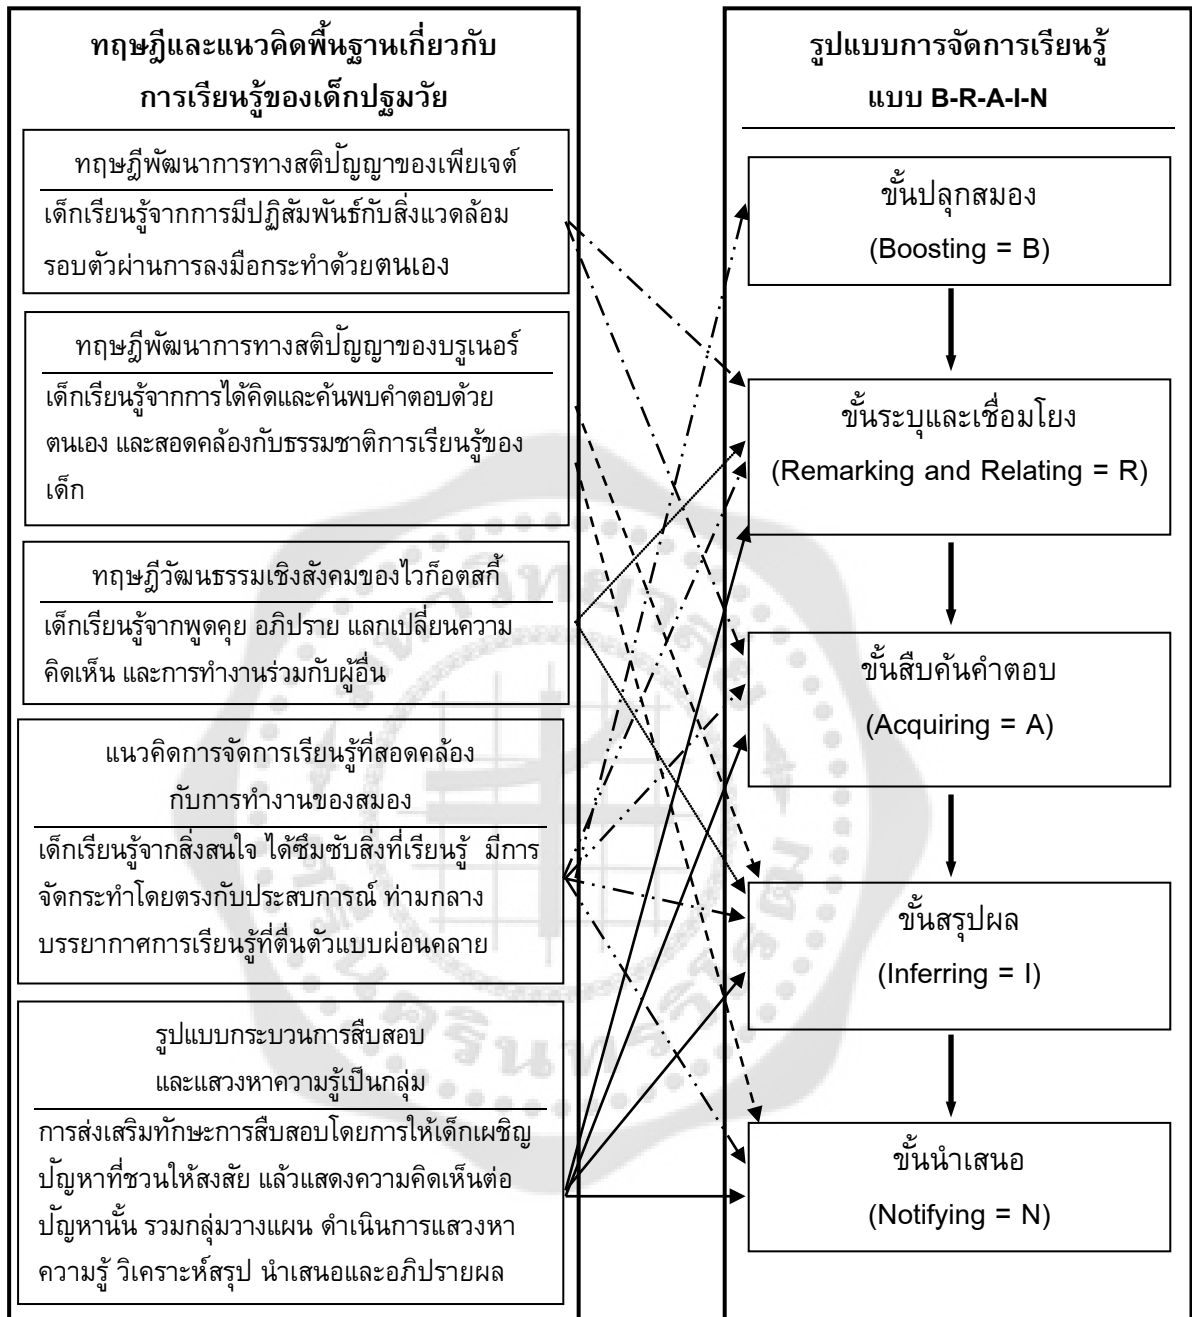 ทฤษฎีและแนวคิดพื้นฐานเกี่ยวกับ
การเรียนรู้ของเด็กปฐมวัย
ทฤษฎีพัฒนาการทางสติปัญญาของเพียเจต์
เด็กเรียนรู้จากการมีปฏิสัมพันธ์กับสิ่งแวดล้อม
รอบตัวผ่านการลงมือกระทำด้วยตนเอง
ทฤษฎีพัฒนาการทางสติปัญญาของบรูเนอร์
เด็กเรียนรู้จากการได้คิดและค้นพบคำตอบด้วย
ตนเอง และสอดคล้องกับธรรมชาติการเรียนรู้ของ
เด็ก
ทฤษฎีวัฒนธรรมเชิงสังคมของไวก็อตสกี้
เด็กเรียนรู้จากพูดคุย อภิปราย แลกเปลี่ยนความ
คิดเห็น และการทำงานร่วมกับผู้อื่น
แนวคิดการจัดการเรียนรู้ที่สอดคล้อง
กับการทำงานของสมอง
เด็กเรียนรู้จากสิ่งสนใจ ได้ซึมซับสิ่งที่เรียนรู้ มีการ
จัดกระทำโดยตรงกับประสบการณ์ ท่ามกลาง
บรรยากาศการเรียนรู้ที่ตื่นตัวแบบผ่อนคลาย
รูปแบบกระบวนการสืบสอบ
และแสวงหาความรู้เป็นกลุ่ม
การส่งเสริมทักษะการสืบสอบโดยการให้เด็กเผชิญ
ปัญหาที่ชวนให้สงสัย แล้วแสดงความคิดเห็นต่อ
ปัญหานั้น รวมกลุ่มวางแผน ดำเนินการแสวงหา
ความรู้ วิเคราะห์สรุป นำเสนอและอภิปรายผล
รูปแบบการจัดการเรียนรู้
แบบ B-R-A-I-N
ขั้นปลุกสมอง
(Boosting = B)
ขั้นระบุและเชื่อมโยง
(Remarking and Relating = R)
ขั้นสืบค้นคำตอบ
(Acquiring = A)
ขั้นสรุปผล
(Inferring = I)
ขั้นนำเสนอ
(Notifying = N)